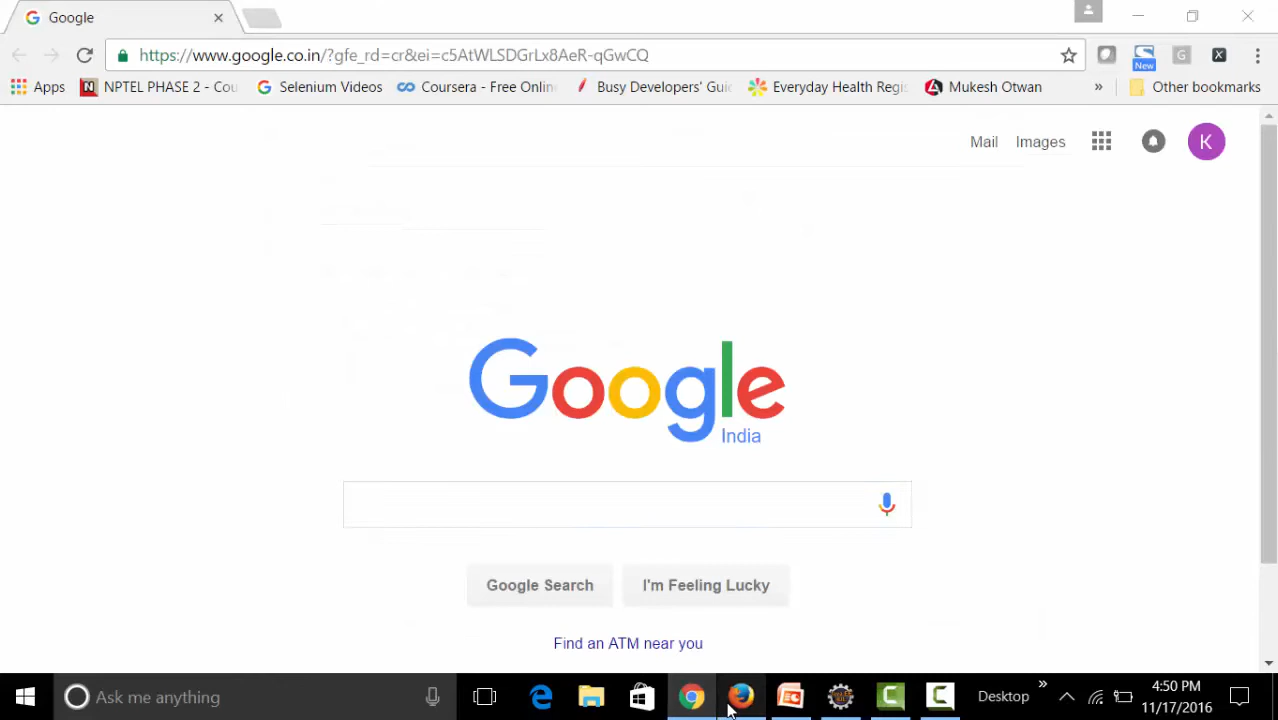 Google
https://www.google.co.in/?gfe_rd=cr&ei=c5AtWLSDGrLx8AeR-qGwCQ
Apps NPTEL PHASE 2 - Cou Selenium Videos Coursera - Free Onlin Busy Developers' Gui Everyday Health Regis Mukesh Otwan » Other bookmarks
New
Mail Images K
Google
India
Google Search I'm Feeling Lucky
Find an ATM near you
Ask me anything Desktop » 4:50 PM
11/17/2016